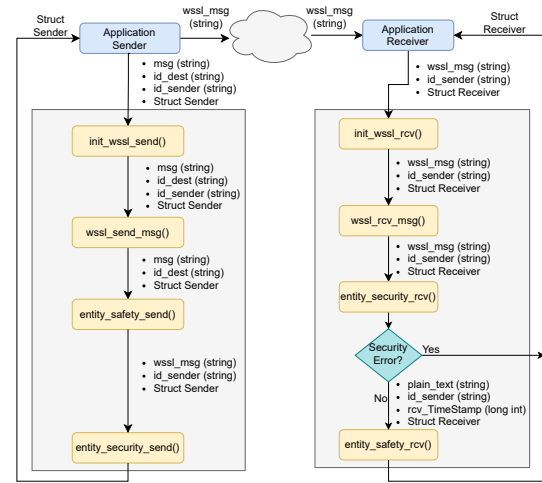 Struct
Sender
Application
Sender
wssl_msg
(string)
wssl_msg
(string)
Application
Receiver
Struct
Receiver
• msg (string)
• id_dest (string)
• id_sender (string)
• Struct Sender
init_wssl_send()
• msg (string)
• id_dest (string)
• id_sender (string)
• Struct Sender
wssl_send_msg()
• msg (string)
• id_dest (string)
• Struct Sender
entity_safety_send()
• wssl_msg (string)
• id_sender (string)
• Struct Sender
entity_security_send()
• wssl_msg (string)
• id_sender (string)
• Struct Receiver
init_wssl_rcv()
• wssl_msg (string)
• id_sender (string)
• Struct Receiver
wssl_rcv_msg()
• wssl_msg (string)
• id_sender (string)
• Struct Receiver
entity_security_rcv()
Security
Error?
Yes
No
• plain_text (string)
• id_sender (string)
• rcv_TimeStamp (long int)
• Struct Receiver
entity_safety_rcv()